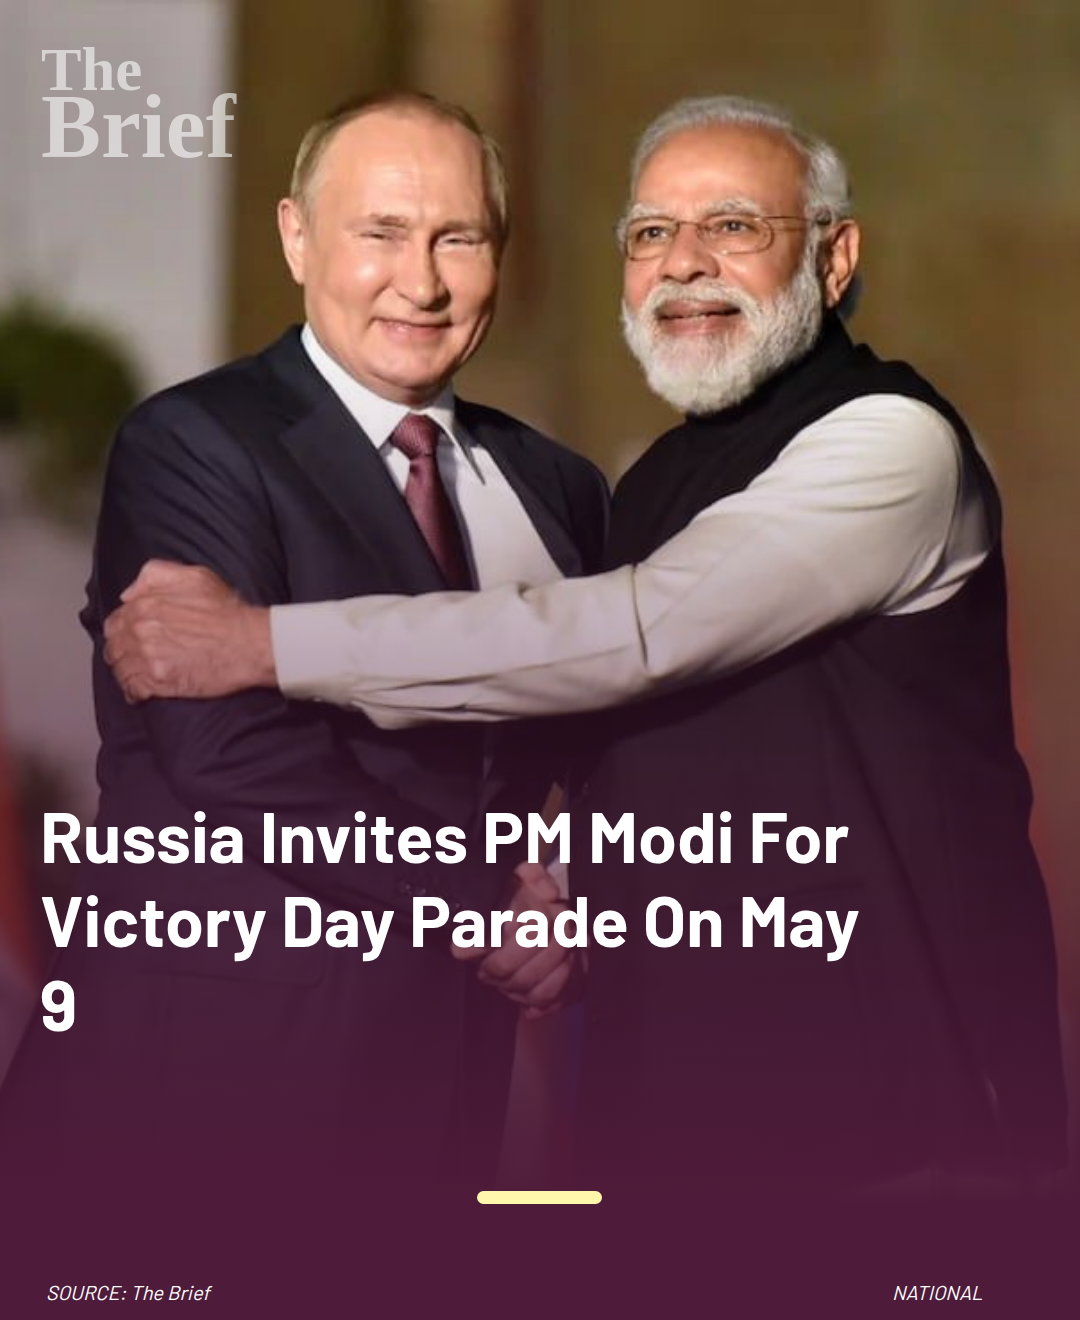 The
Brief
Russia Invites PM Modi For
Victory Day Parade On May
9
SOURCE: The Brief
NATIONAL